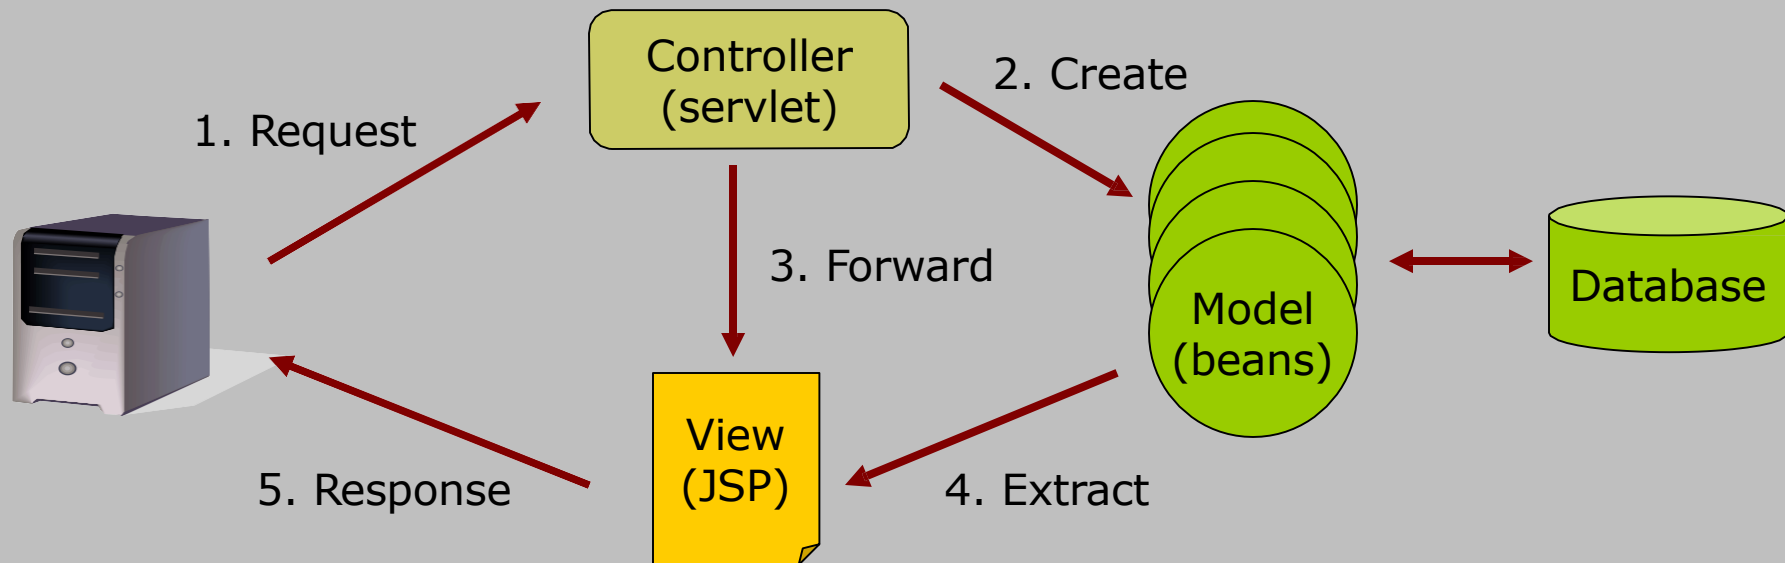 Controller
(servlet)
2. Create
1. Request
3. Forward
Database
Model
(beans)
View
(JSP)
5. Response
4. Extract